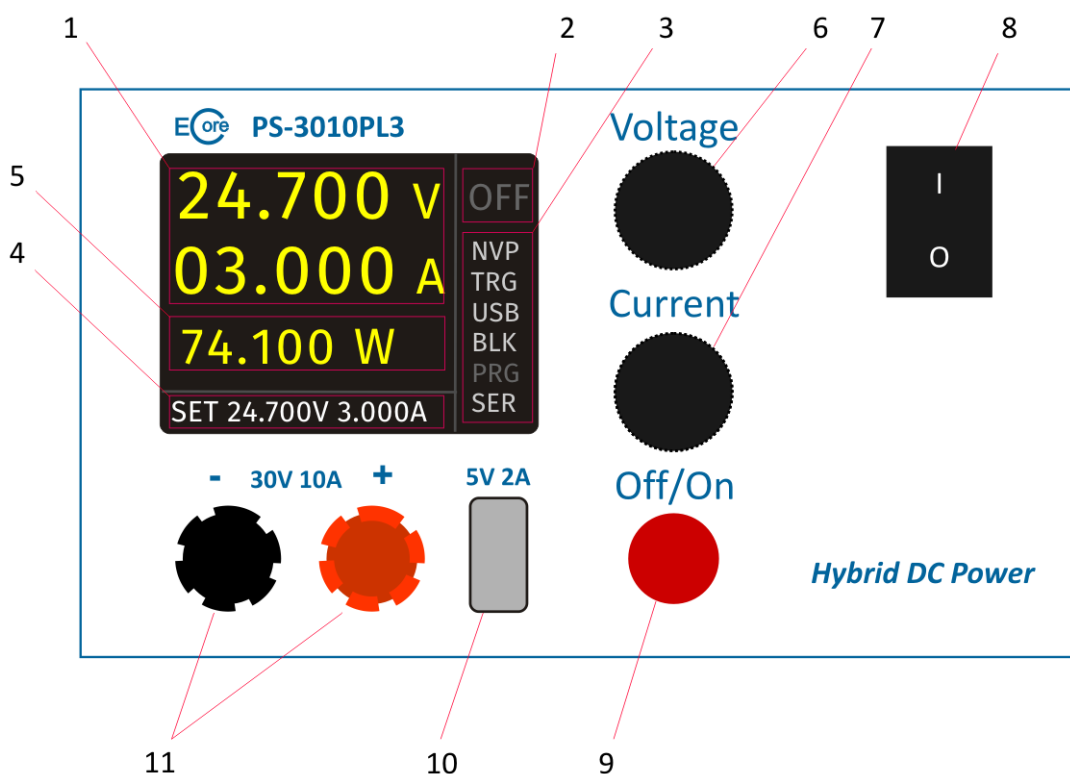 1 2 3 6 7 8
ECore PS-3010PL3
Voltage
5
4
24.700 V
03.000 A
74.100 W
SET 24.700V 3.000A
OFF
NVP
TRG
USB
BLK
PRG
SER
I
O
Current
- 30V 10A + 5V 2A
Off/On
Hybrid DC Power
11 10 9